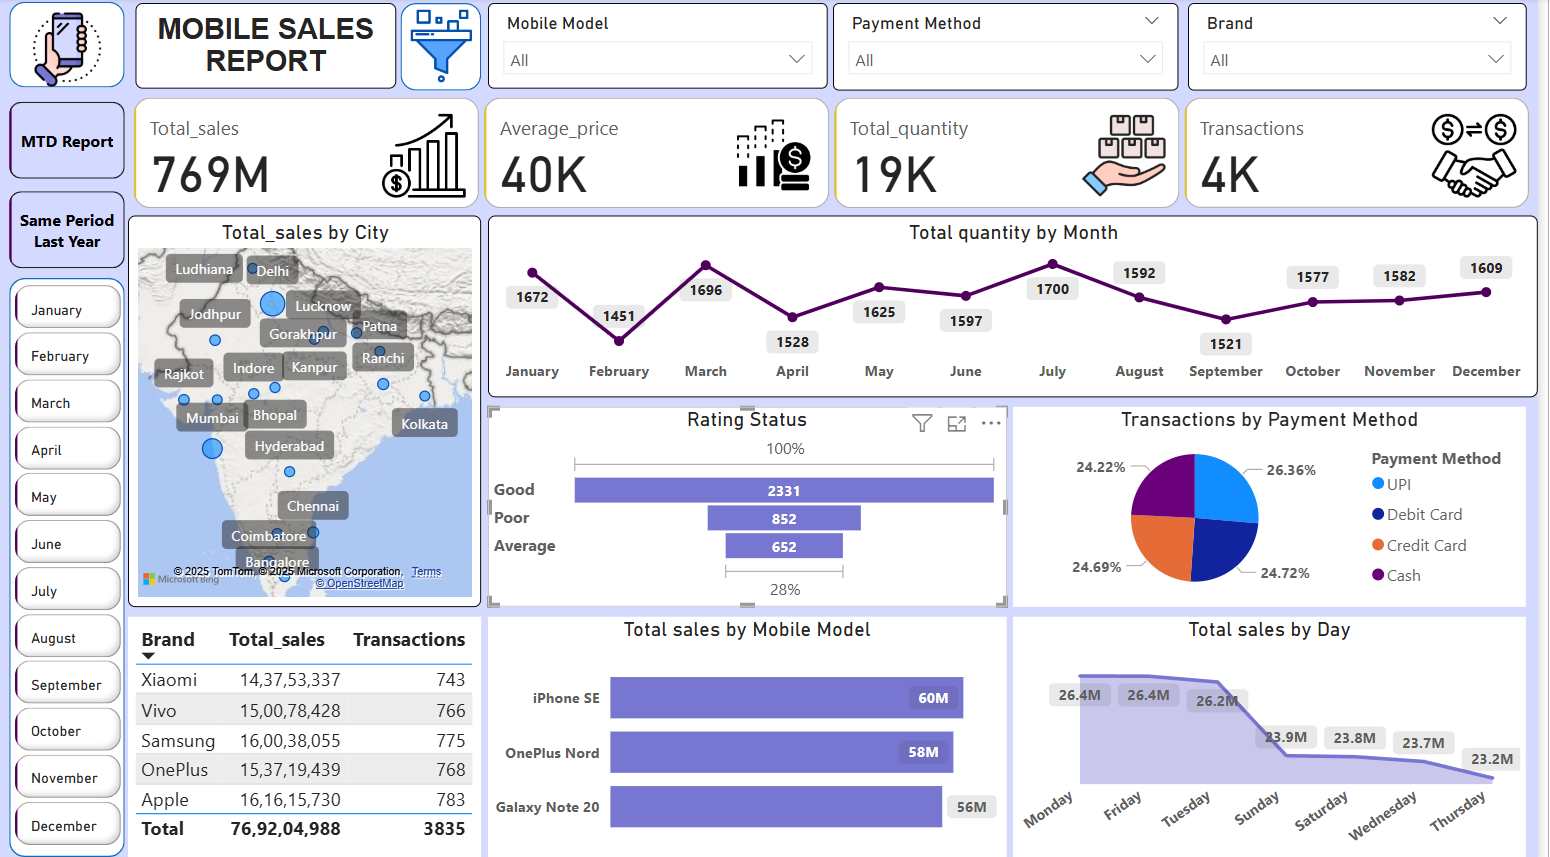 MOBILE SALES
REPORT
Mobile Model
All
Payment Method
All
Brand
All
MTD Report
Same Period
Last Year
Total_sales
769M
Average_price
40K
Total_quantity
19K
Transactions
4K
January
February
March
April
May
June
July
August
September
October
November
December
Total_sales by City
Ludhiana
Delhi
Jodhpur
Lucknow
Gorakhpur
Patna
Rajkot
Indore
Kanpur
Ranchi
Mumbai
Bhopal
Kolkata
Hyderabad
Chennai
Coimbatore
Bangalore
Microsoft Bing
© 2025 TomTom, © 2025 Microsoft Corporation, Terms
© OpenStreetMap
Total quantity by Month
1672
1451
1696
1528
1625
1597
1700
1592
1521
1577
1582
1609
January February March April May June July August September October November December
Rating Status
100%
Good 2331
Poor 852
Average 652
28%
Transactions by Payment Method
24.22%
26.36%
24.69%
24.72%
Payment Method
UPI
Debit Card
Credit Card
Cash
Brand Total_sales Transactions
Xiaomi 14,37,53,337 743
Vivo 15,00,78,428 766
Samsung 16,00,38,055 775
OnePlus 15,37,19,439 768
Apple 16,16,15,730 783
Total 76,92,04,988 3835
Total sales by Mobile Model
iPhone SE 60M
OnePlus Nord 58M
Galaxy Note 20 56M
Total sales by Day
26.4M
26.4M
26.2M
23.9M
23.8M
23.7M
23.2M
Monday
Friday
Tuesday
Sunday
Saturday
Wednesday
Thursday